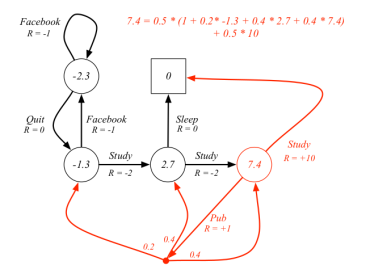 Facebook
R = -1
7.4 = 0.5 * (1 + 0.2* -1.3 + 0.4 * 2.7 + 0.4 * 7.4)
+ 0.5 * 10
-2.3
0
Quit
R = 0
Facebook
R = -1
Sleep
R = 0
Study
R = +10
-1.3
Study
R = -2
2.7
Study
R = -2
7.4
Pub
R = +1
0.2
0.4
0.4